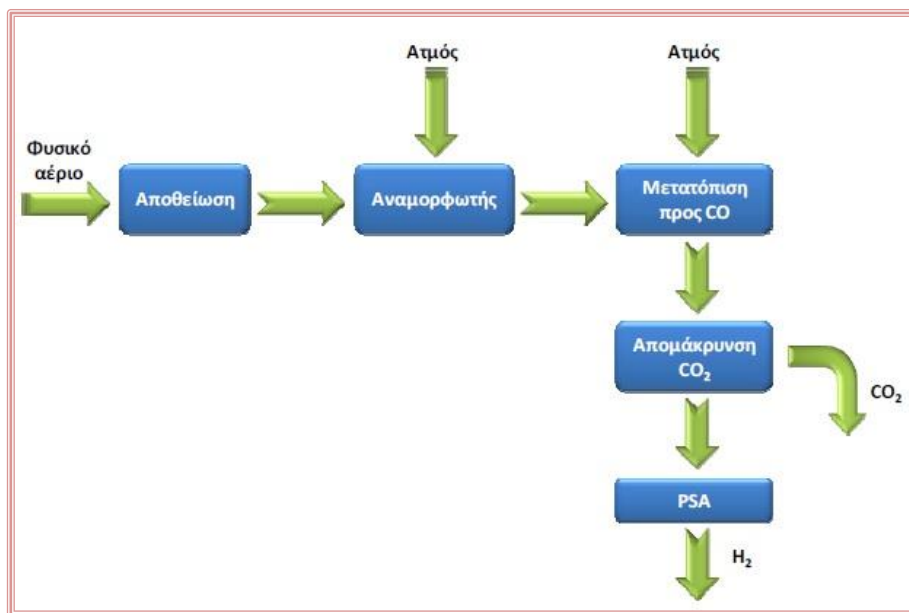 Ατμός
Ατμός
Φυσικό
αέριο
Αποθείωση
Αναμορφωτής
Μετατόπιση
προς CO
Απομάκρυνση
CO₂
CO₂
PSA
H₂